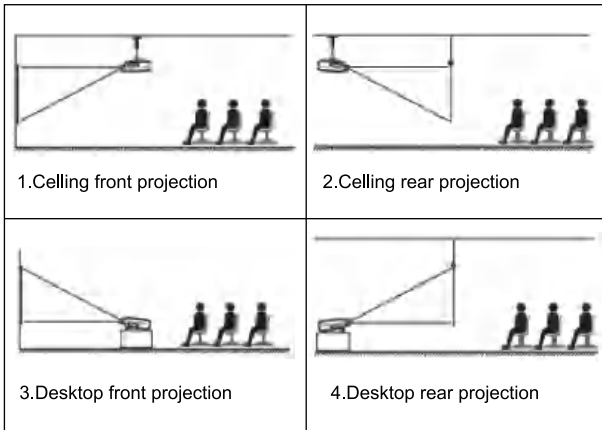 1.Celling front projection
2.Celling rear projection
3.Desktop front projection
4.Desktop rear projection